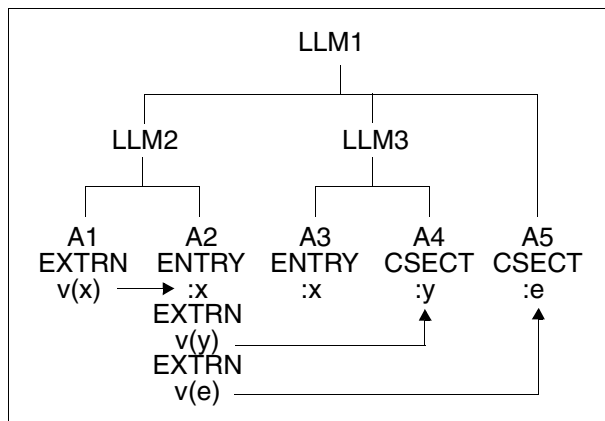 LLM1
LLM2 LLM3
A1 A2 A3 A4 A5
EXTRN ENTRY ENTRY CSECT CSECT
v(x) :x :x :y :e
EXTRN
v(y)
EXTRN
v(e)